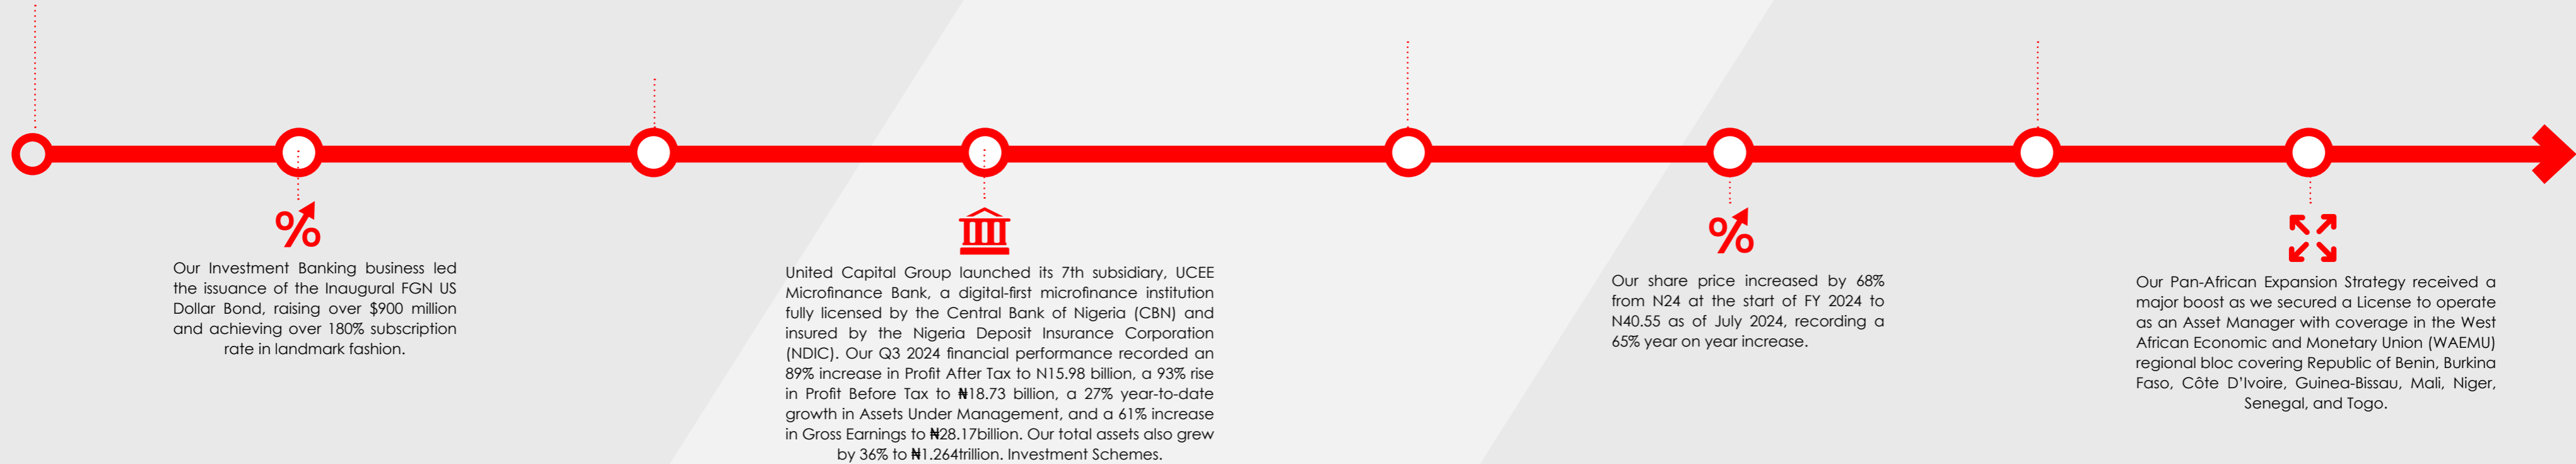 Our Investment Banking business led
the issuance of the Inaugural FGN US
Dollar Bond, raising over $900 million
and achieving over 180% subscription
rate in landmark fashion.
United Capital Group launched its 7th subsidiary, UCEE
Microfinance Bank, a digital-first microfinance institution
fully licensed by the Central Bank of Nigeria (CBN) and
insured by the Nigeria Deposit Insurance Corporation
(NDIC). Our Q3 2024 financial performance recorded an
89% increase in Profit After Tax to N15.98 billion, a 93% rise
in Profit Before Tax to ₦18.73 billion, a 27% year-to-date
growth in Assets Under Management, and a 61% increase
in Gross Earnings to ₦28.17billion. Our total assets also grew
by 36% to ₦1.264trillion. Investment Schemes.
Our share price increased by 68%
from N24 at the start of FY 2024 to
N40.55 as of July 2024, recording a
65% year on year increase.
Our Pan-African Expansion Strategy received a
major boost as we secured a License to operate
as an Asset Manager with coverage in the West
African Economic and Monetary Union (WAEMU)
regional bloc covering Republic of Benin, Burkina
Faso, Côte D'Ivoire, Guinea-Bissau, Mali, Niger,
Senegal, and Togo.